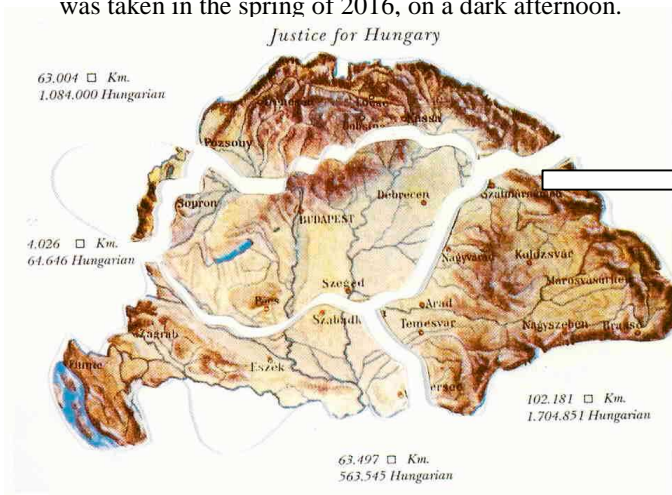 was taken in the spring of 2016, on a dark afternoon.
Justice for Hungary
63.004 □ Km.
1.084.000 Hungarian
Kassa
Pozsony
Debrecen
Sopron
BUDAPEST
4.026 □ Km.
64.646 Hungarian
Nagyvárad
Kolozsvár
Szeged
Pécs
Arad
Szabadk
Temesvár
Zágráb
Nagyszeben
Brassó
Eszék
Fiume
102.181 □ Km.
1.704.851 Hungarian
63.497 □ Km.
563.545 Hungarian